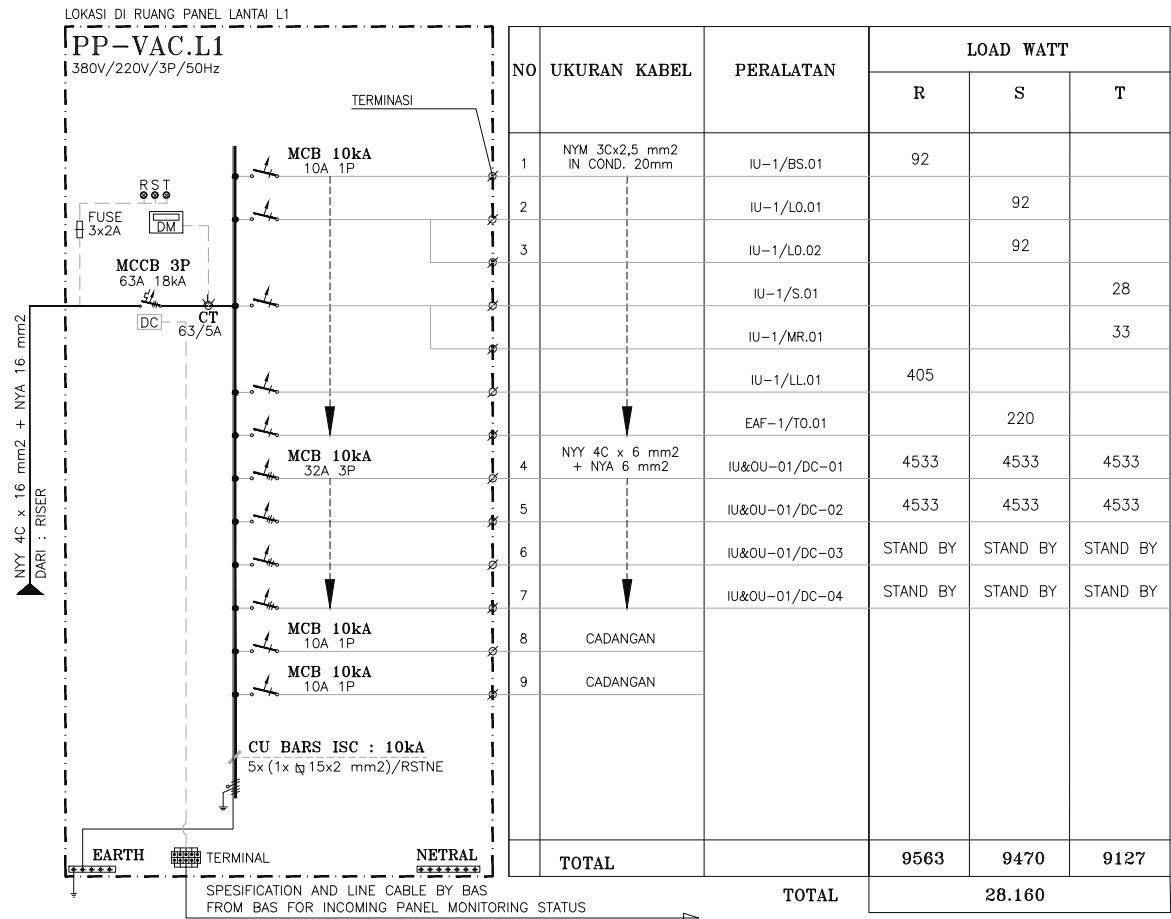 LOKASI DI RUANG PANEL LANTAI L1
PP-VAC.L1
380V/220V/3P/50Hz
TERMINASI
MCB 10kA
10A 1P
R S T
FUSE
3x2A
DM
MCCB 3P
63A 18kA
DC
CT
63/5A
NYY 4C x 16 mm2 + NYA 16 mm2
DARI : RISER
MCB 10kA
32A 3P
MCB 10kA
10A 1P
MCB 10kA
10A 1P
CU BARS ISC : 10kA
5x (1x 15x2 mm2)/RSTNE
EARTH
TERMINAL
NETRAL
SPESIFICATION AND LINE CABLE BY BAS
FROM BAS FOR INCOMING PANEL MONITORING STATUS
NO UKURAN KABEL PERALATAN LOAD WATT
R S T
1 NYM 3Cx2,5 mm2
IN COND. 20mm IU-1/BS.01 92
2 IU-1/LO.01 92
3 IU-1/LO.02 92
IU-1/S.01 28
IU-1/MR.01 33
IU-1/LL.01 405
EAF-1/TO.01 220
4 NYY 4C x 6 mm2
+ NYA 6 mm2 IU&OU-01/DC-01 4533 4533 4533
5 IU&OU-01/DC-02 4533 4533 4533
6 IU&OU-01/DC-03 STAND BY STAND BY STAND BY
7 IU&OU-01/DC-04 STAND BY STAND BY STAND BY
8 CADANGAN
9 CADANGAN
TOTAL 9563 9470 9127
TOTAL 28.160